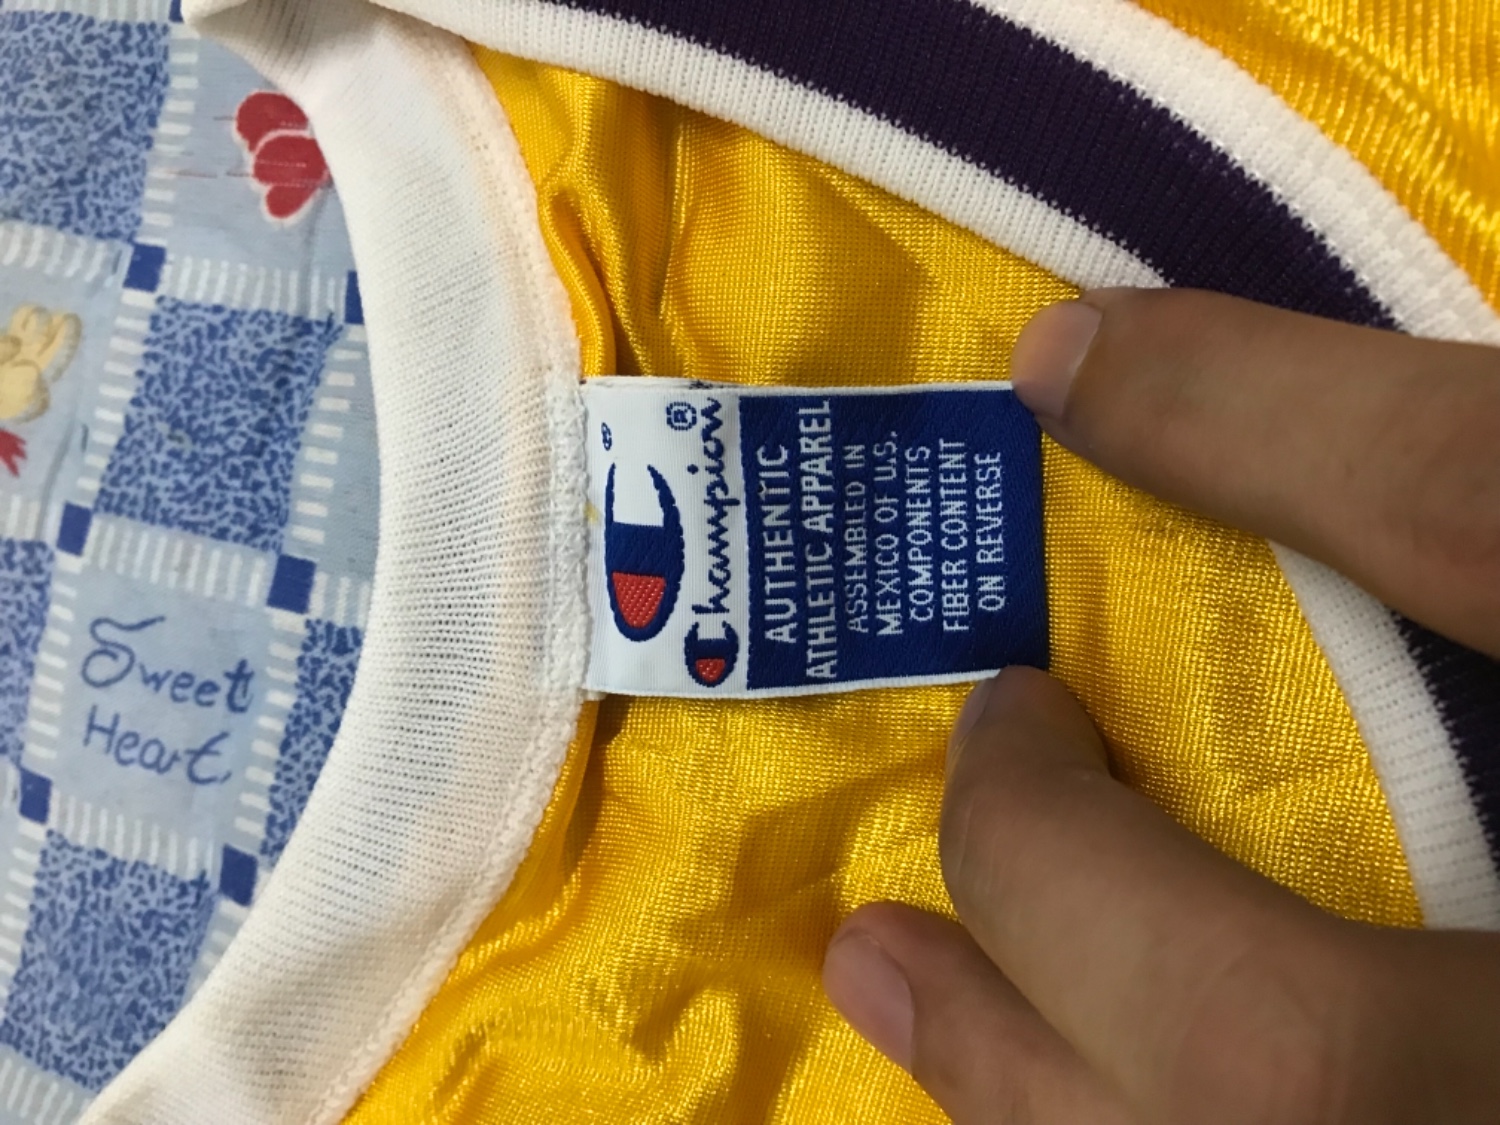 Champion®
AUTHENTIC
ATHLETIC APPAREL
ASSEMBLED IN
MEXICO OF U.S.
COMPONENTS
FIBER CONTENT
ON REVERSE
Sweet
Heart